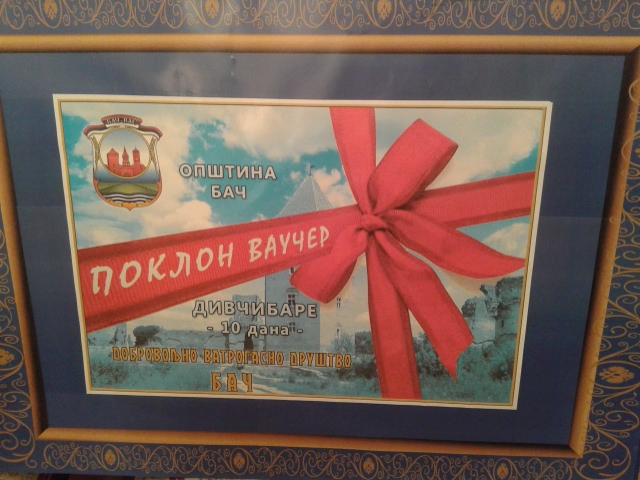 ОПШТИНА
БАЧ
ПОКЛОН ВАУЧЕР
ДИВЧИБАРЕ
- 10 дана -
ДОБРОВОЉНО ВАТРОГАСНО ДРУШТВО
БАЧ